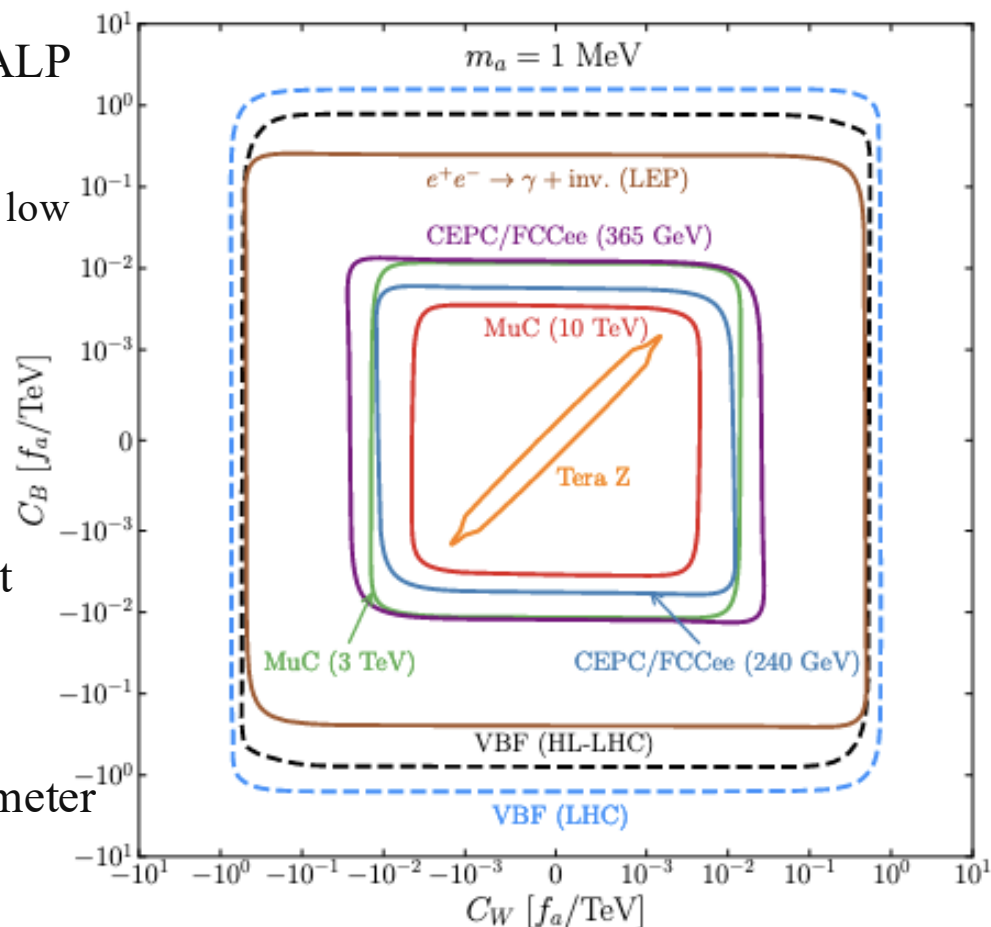 ALP
low
t
meter
m_a = 1 MeV
e^+e^- → γ + inv. (LEP)
CEPC/FCCee (365 GeV)
MuC (10 TeV)
Tera Z
MuC (3 TeV)
CEPC/FCCee (240 GeV)
VBF (HL-LHC)
VBF (LHC)
C_B [f_a/TeV]
10^1
10^0
10^{-1}
10^{-2}
10^{-3}
0
−10^{-3}
−10^{-2}
−10^{-1}
−10^0
−10^1
−10^1 −10^0 −10^{-1} −10^{-2} −10^{-3} 0 10^{-3} 10^{-2} 10^{-1} 10^0 10^1
C_W [f_a/TeV]